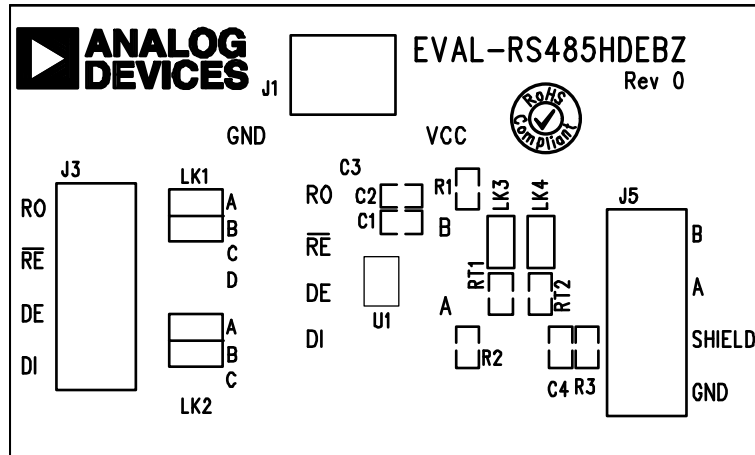 ANALOG
DEVICES
J1
EVAL-RS485HDEBZ
Rev 0
RoHS
Compliant
GND
VCC
J3
LK1
A
B
C
D
RO
RE
DE
DI
A
B
C
LK2
C3
RO
C2
C1
RE
DE
DI
U1
R1
LK3
LK4
B
A
RT1
RT2
R2
C4
R3
J5
B
A
SHIELD
GND